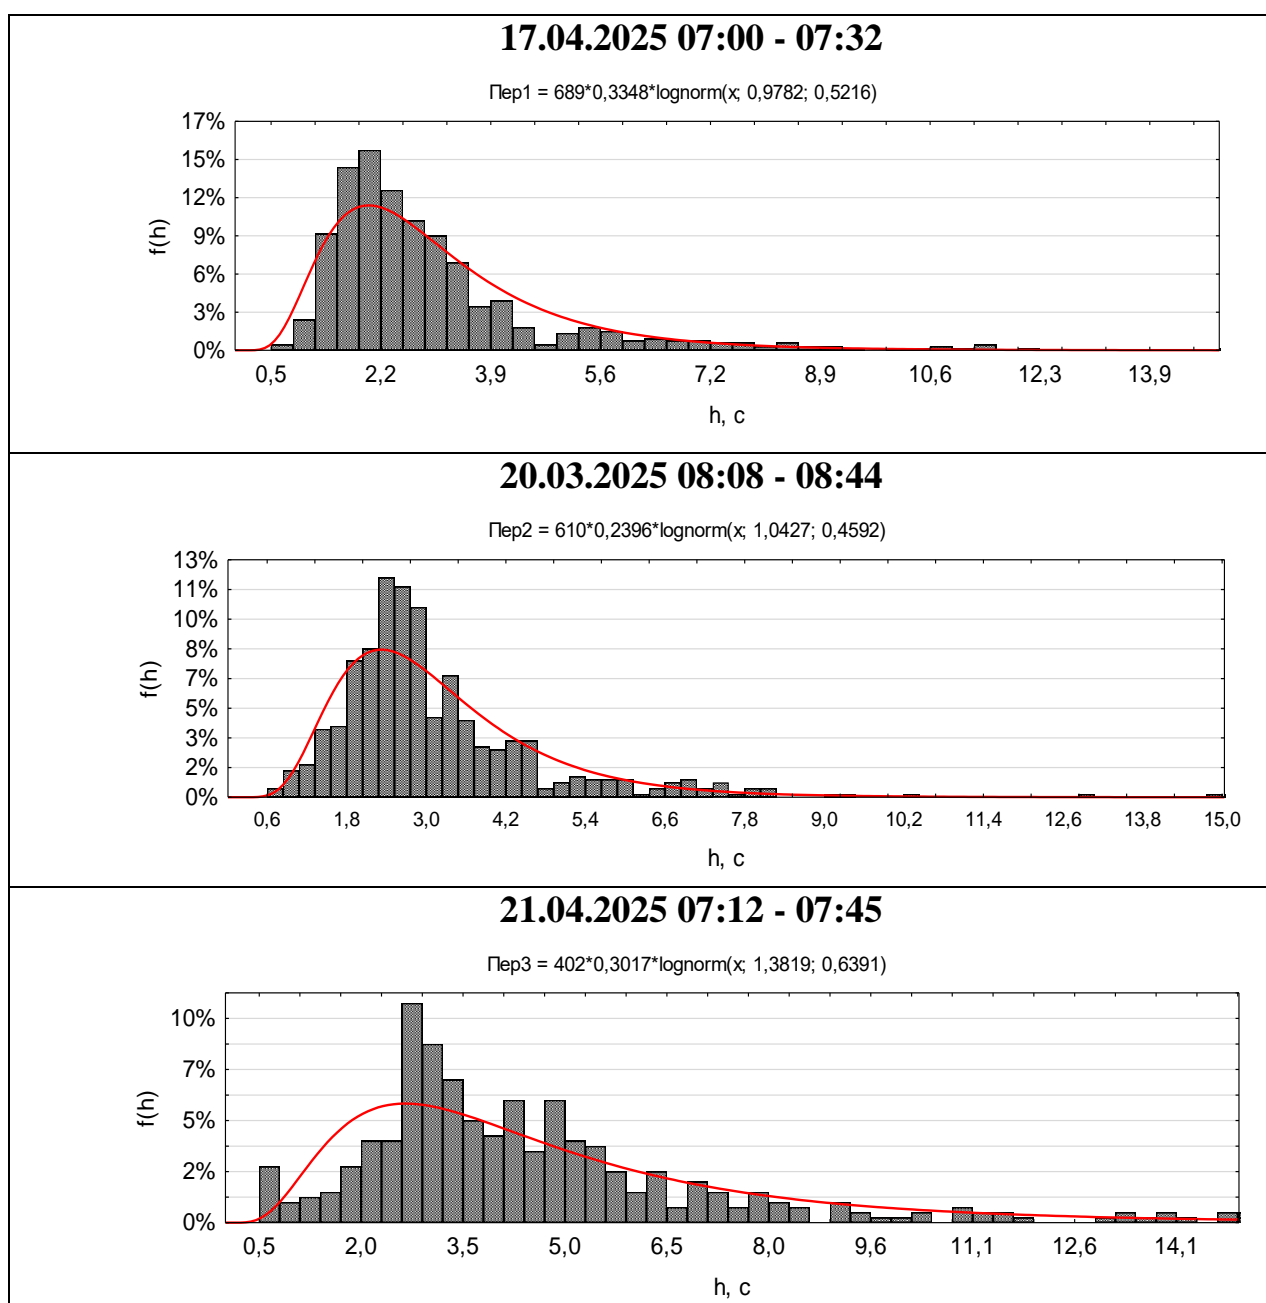 17.04.2025 07:00 - 07:32
Пер1 = 689*0,3348*lognorm(x; 0,9782; 0,5216)
17%
15%
12%
9%
6%
3%
0%
f(h)
0,5 2,2 3,9 5,6 7,2 8,9 10,6 12,3 13,9
h, c
20.03.2025 08:08 - 08:44
Пер2 = 610*0,2396*lognorm(x; 1,0427; 0,4592)
13%
11%
10%
8%
7%
5%
3%
2%
0%
f(h)
0,6 1,8 3,0 4,2 5,4 6,6 7,8 9,0 10,2 11,4 12,6 13,8 15,0
h, c
21.04.2025 07:12 - 07:45
Пер3 = 402*0,3017*lognorm(x; 1,3819; 0,6391)
10%
7%
5%
2%
0%
f(h)
0,5 2,0 3,5 5,0 6,5 8,0 9,6 11,1 12,6 14,1
h, c